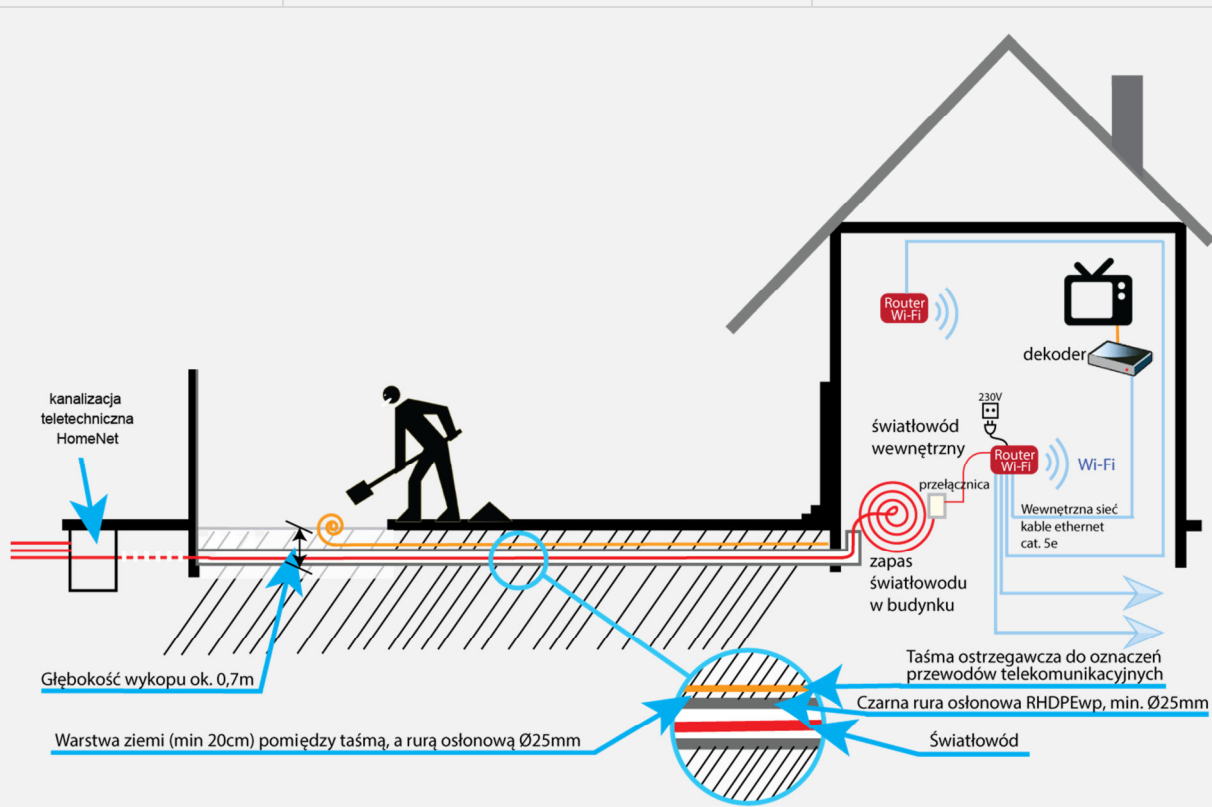 kanalizacja
teletechniczna
HomeNet
Router
Wi-Fi
dekoder
230V
światłowód
wewnętrzny
Router
Wi-Fi
Wi-Fi
przełącznica
Wewnętrzna sieć
kable ethernet
cat. 5e
zapas
światłowodu
w budynku
Głębokość wykopu ok. 0,7m
Taśma ostrzegawcza do oznaczeń
przewodów telekomunikacyjnych
Czarna rura osłonowa RHDPEwp, min. Ø25mm
Warstwa ziemi (min 20cm) pomiędzy taśmą, a rurą osłonową Ø25mm
Światłowód